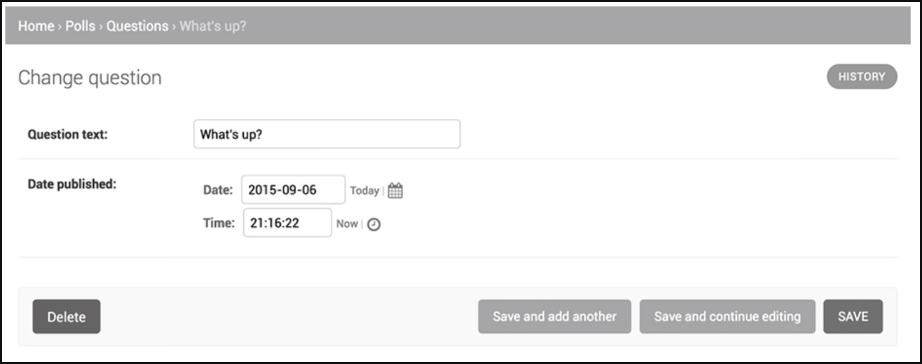 Home › Polls › Questions › What's up?
Change question
HISTORY
Question text: What's up?
Date published: Date: 2015-09-06 Today |
Time: 21:16:22 Now |
Delete Save and add another Save and continue editing SAVE